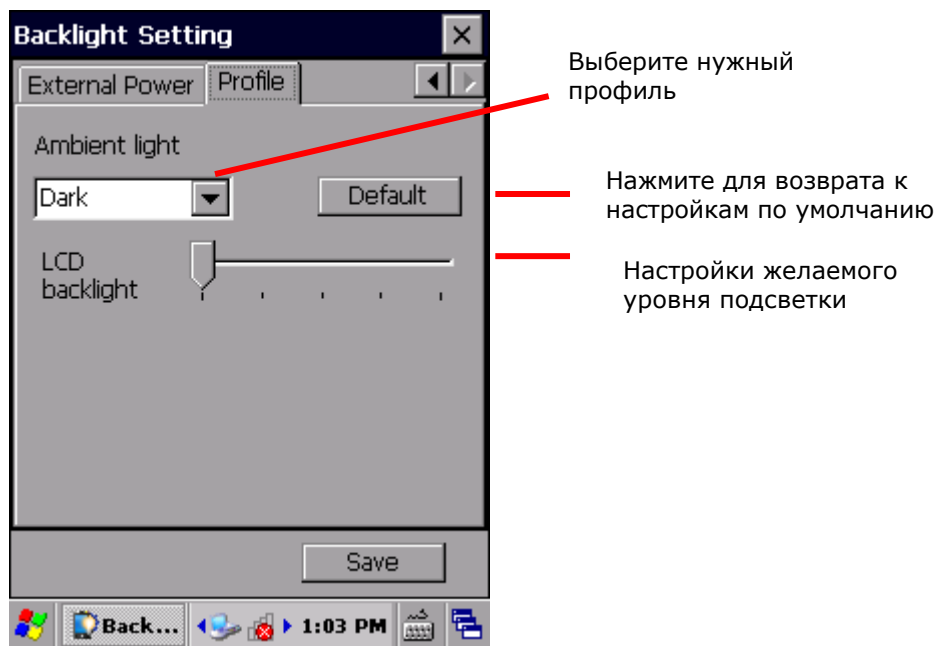 Backlight Setting
External Power
Profile
Ambient light
Dark
Default
LCD
backlight
Save
Back...
1:03 PM
Выберите нужный
профиль
Нажмите для возврата к
настройкам по умолчанию
Настройки желаемого
уровня подсветки